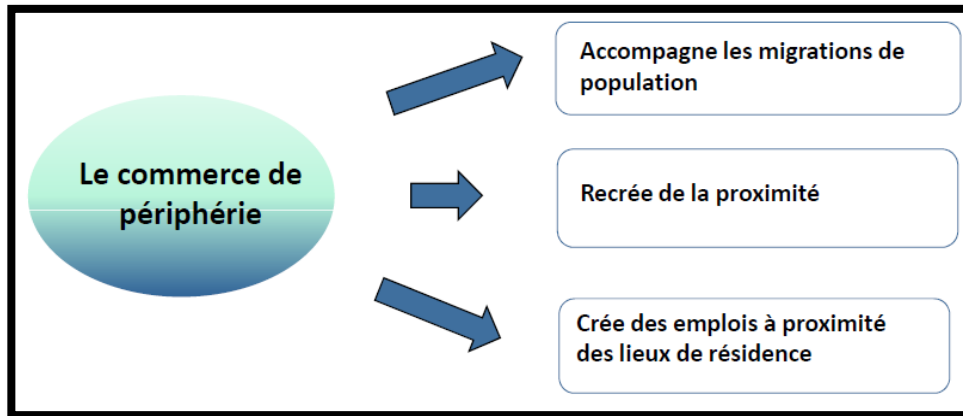 Le commerce de
périphérie
Accompagne les migrations de
population
Recrée de la proximité
Crée des emplois à proximité
des lieux de résidence